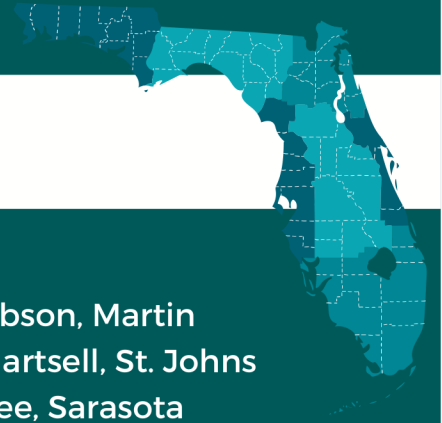 bson, Martin
artsell, St. Johns
ee, Sarasota